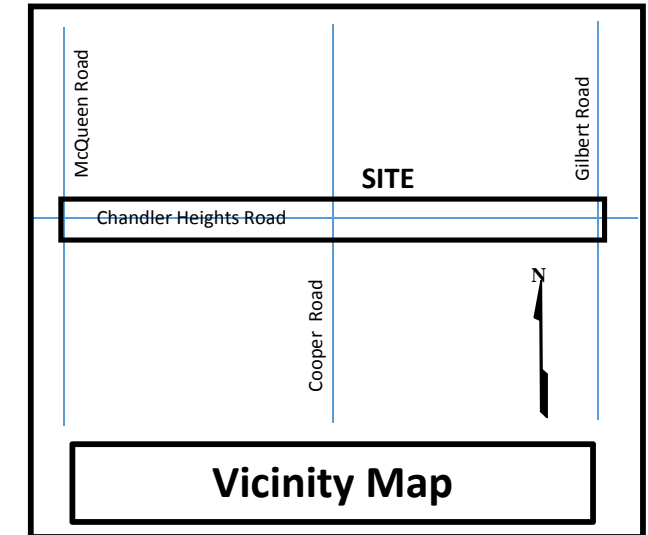 McQueen Road
Gilbert Road
SITE
Chandler Heights Road
N
Cooper Road
Vicinity Map